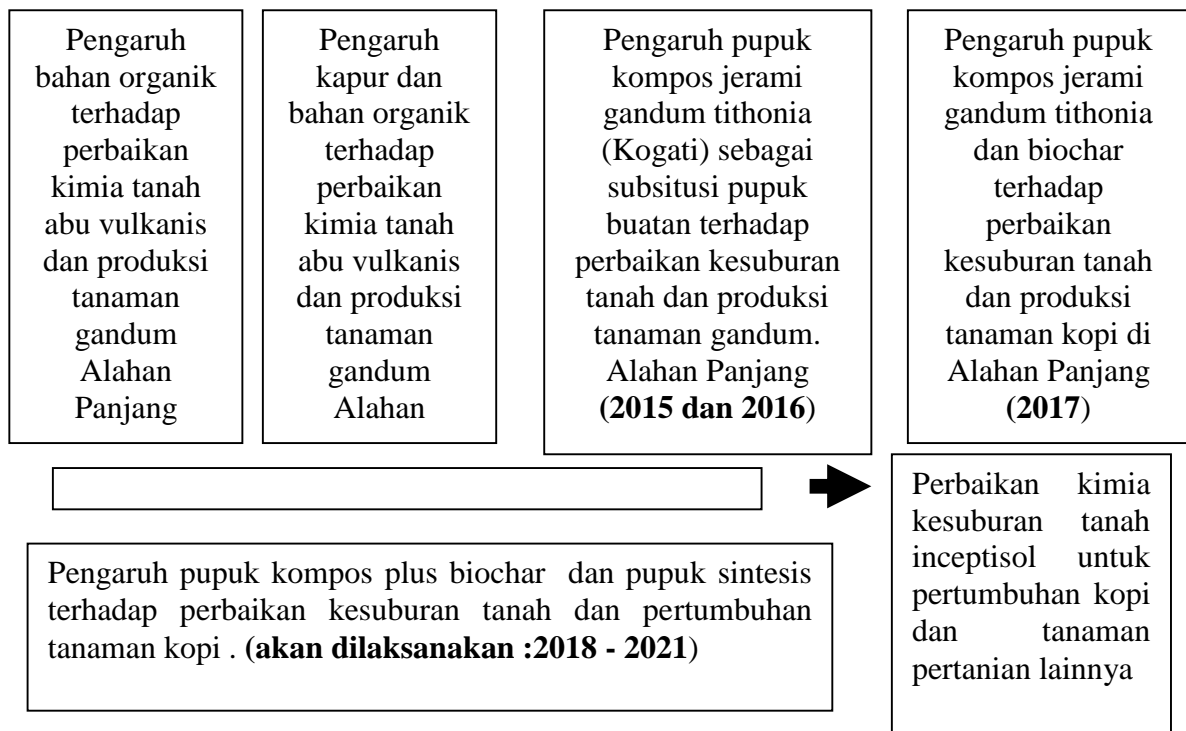 Pengaruh
bahan organik
terhadap
perbaikan
kimia tanah
abu vulkanis
dan produksi
tanaman
gandum
Alahan
Panjang
Pengaruh
kapur dan
bahan organik
terhadap
perbaikan
kimia tanah
abu vulkanis
dan produksi
tanaman
gandum
Alahan
Pengaruh pupuk
kompos jerami
gandum tithonia
(Kogati) sebagai
subsitusi pupuk
buatan terhadap
perbaikan kesuburan
tanah dan produksi
tanaman gandum.
Alahan Panjang
(2015 dan 2016)
Pengaruh pupuk
kompos jerami
gandum tithonia
dan biochar
terhadap
perbaikan
kesuburan tanah
dan produksi
tanaman kopi di
Alahan Panjang
(2017)
Pengaruh pupuk kompos plus biochar dan pupuk sintesis
terhadap perbaikan kesuburan tanah dan pertumbuhan
tanaman kopi . (akan dilaksanakan :2018 - 2021)
Perbaikan kimia
kesuburan tanah
inceptisol untuk
pertumbuhan kopi
dan tanaman
pertanian lainnya